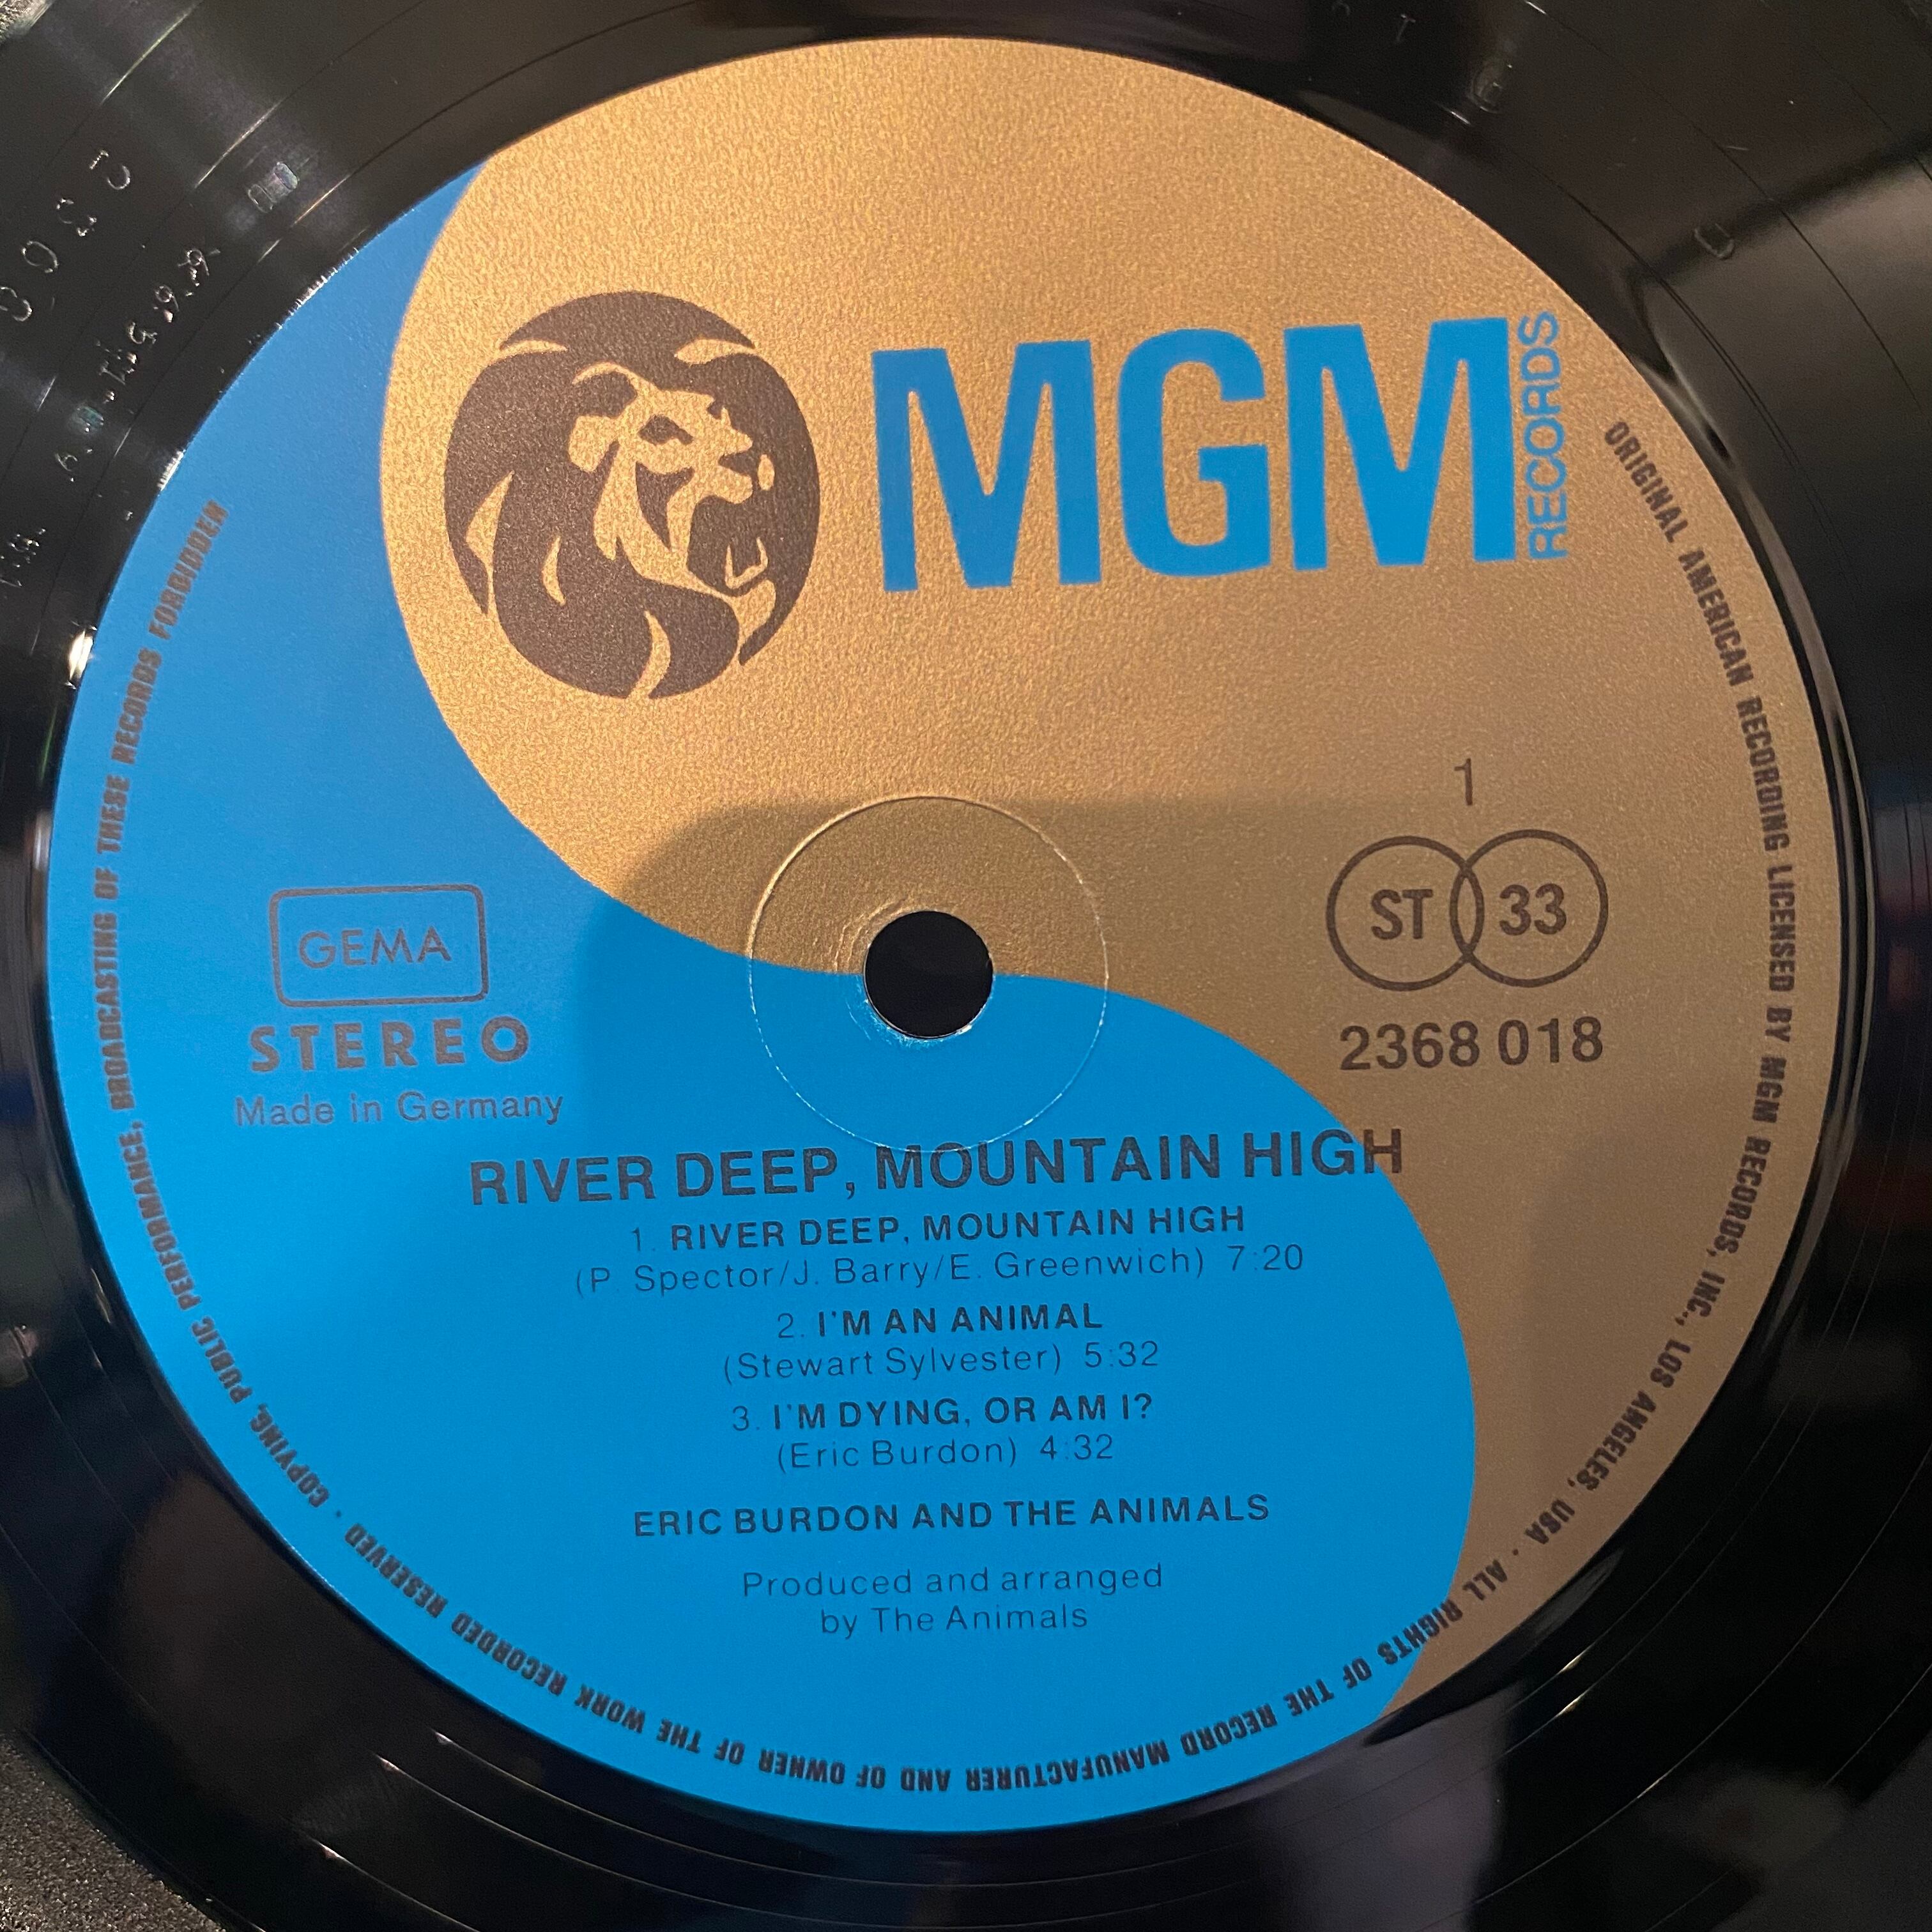 MGM
RECORDS
1
ST 33
2368 018
GEMA
STEREO
Made in Germany
RIVER DEEP, MOUNTAIN HIGH
1. RIVER DEEP, MOUNTAIN HIGH
(P. Spector/J. Barry/E. Greenwich) 7:20
2. I'M AN ANIMAL
(Stewart Sylvester) 5:32
3. I'M DYING, OR AM I?
(Eric Burdon) 4:32
ERIC BURDON AND THE ANIMALS
Produced and arranged
by The Animals
ORIGINAL AMERICAN RECORDING LICENSED BY MGM RECORDS, INC., LOS ANGELES, USA · ALL RIGHTS OF THE RECORD MANUFACTURER AND OF OWNER OF THE WORK RECORDED RESERVED · COPYING, PUBLIC PERFORMANCE, BROADCASTING OF THESE RECORDS FORBIDDEN